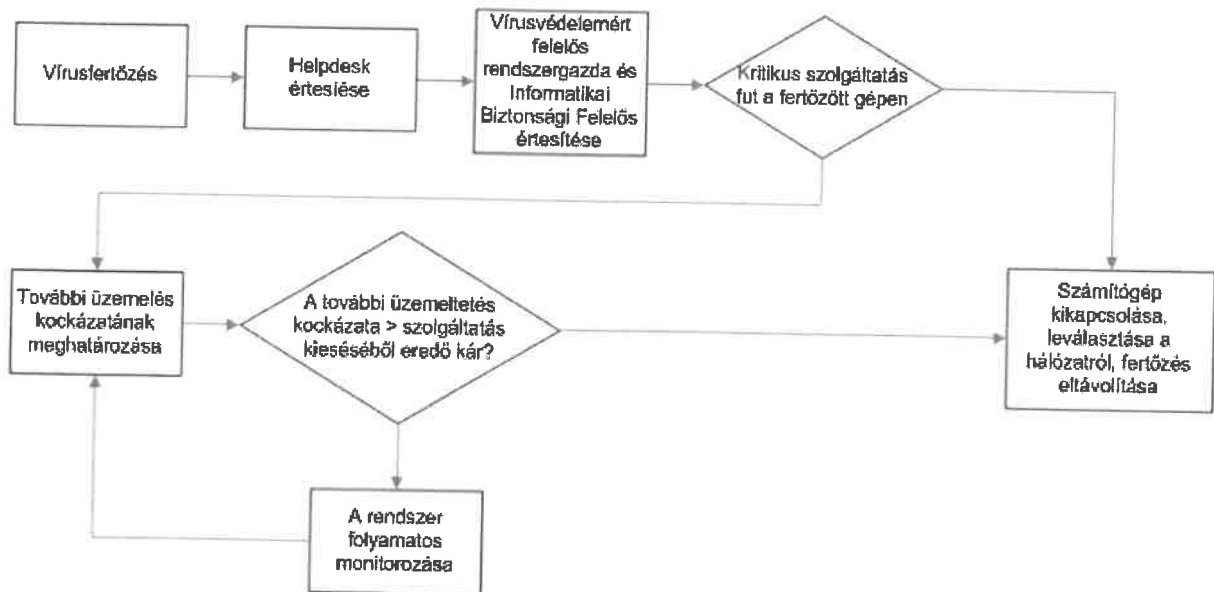 Vírusfertőzés
Helpdesk
értesítése
Vírusvédelemért
felelős
rendszergazda és
Informatikai
Biztonsági Felelős
értesítése
Kritikus szolgáltatás
fut a fertőzött gépen
További üzemelés
kockázatának
meghatározása
A további üzemeltetés
kockázata > szolgáltatás
kieséséből eredő kár?
Számítógép
kikapcsolása,
leválasztása a
hálózatról, fertőzés
eltávolítása
A rendszer
folyamatos
monitorozása